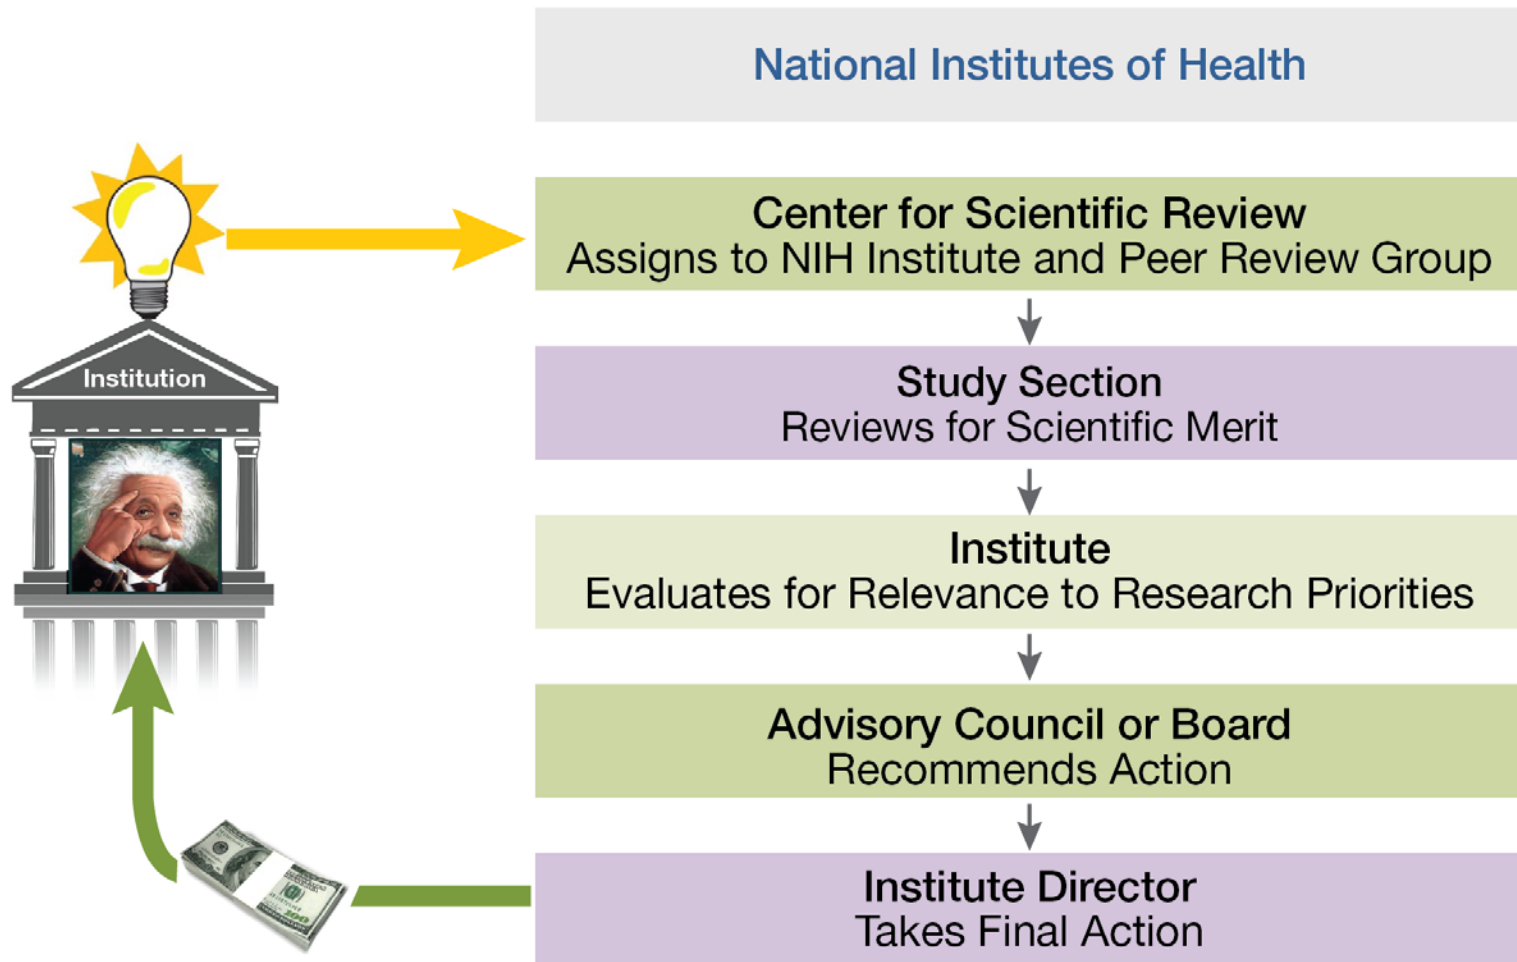 National Institutes of Health
Center for Scientific Review
Assigns to NIH Institute and Peer Review Group
Study Section
Reviews for Scientific Merit
Institution
Institute
Evaluates for Relevance to Research Priorities
Advisory Council or Board
Recommends Action
Institute Director
Takes Final Action
100